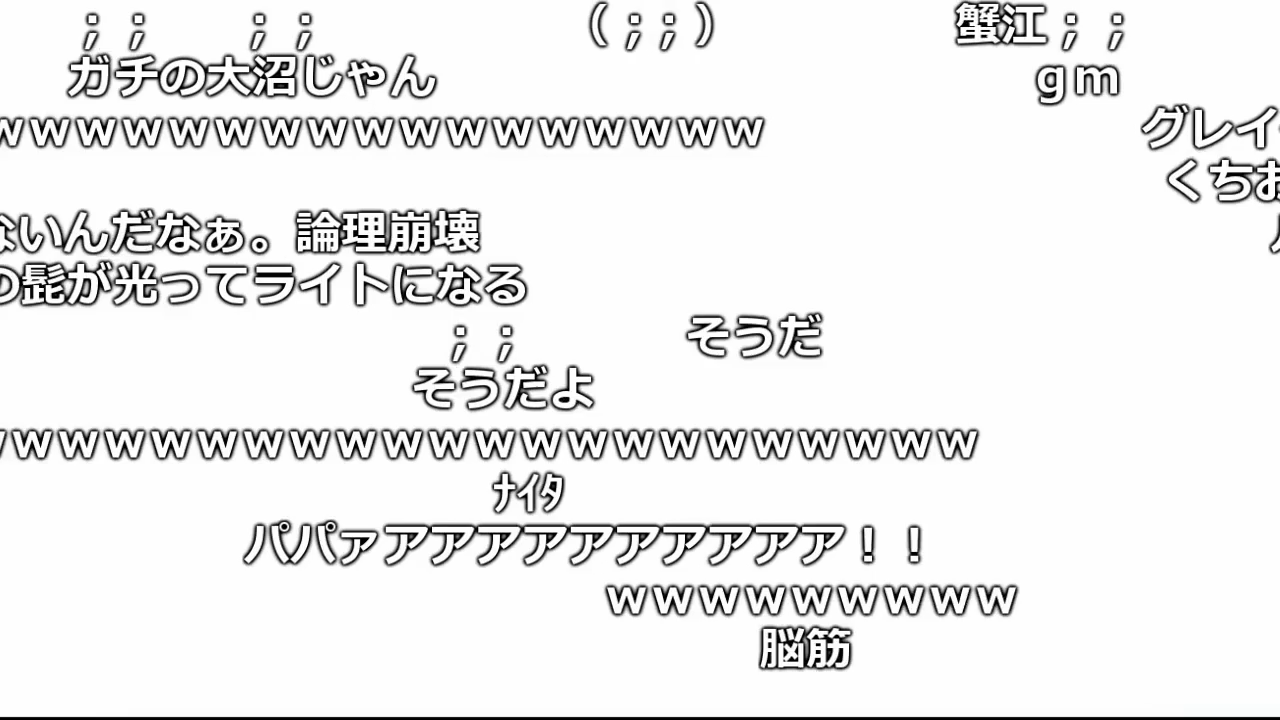 ；； ；； （；；） 蟹江；；
ガチの大沼じゃん ｇｍ
ｗｗｗｗｗｗｗｗｗｗｗｗｗｗｗｗｗ グレイ
くちお
ないんだなぁ。論理崩壊
の髭が光ってライトになる
；； そうだ
そうだよ
ｗｗｗｗｗｗｗｗｗｗｗｗｗｗｗｗｗｗｗｗｗｗ
ﾅｲﾀ
パパァアアアアアアアアアア！！
ｗｗｗｗｗｗｗｗｗ
脳筋